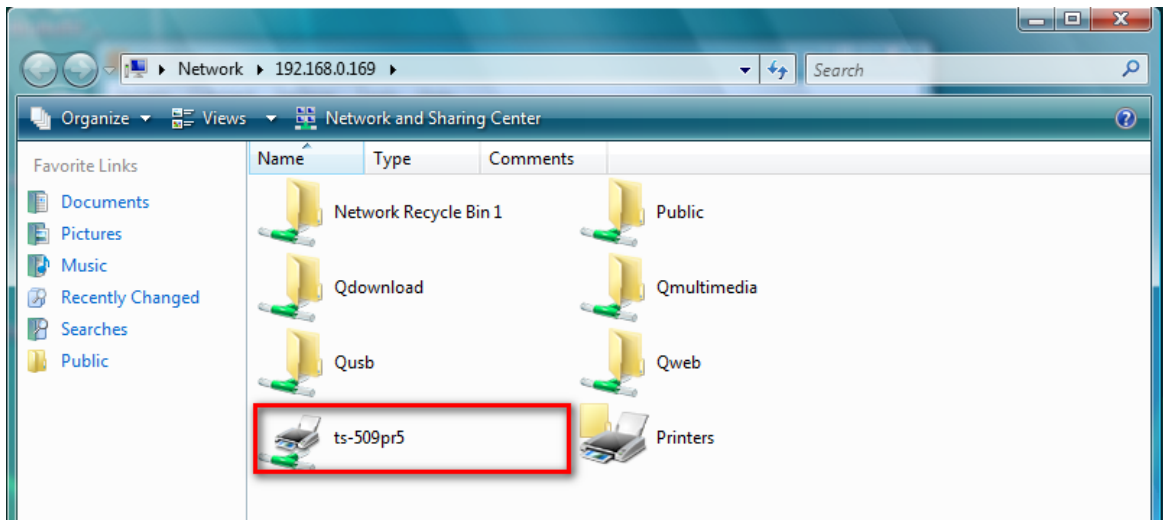 Network ▸ 192.168.0.169 ▸
Search
Organize Views Network and Sharing Center ?
Favorite Links
Documents
Pictures
Music
Recently Changed
Searches
Public
Name Type Comments
Network Recycle Bin 1 Public
Qdownload Qmultimedia
Qusb Qweb
ts-509pr5 Printers